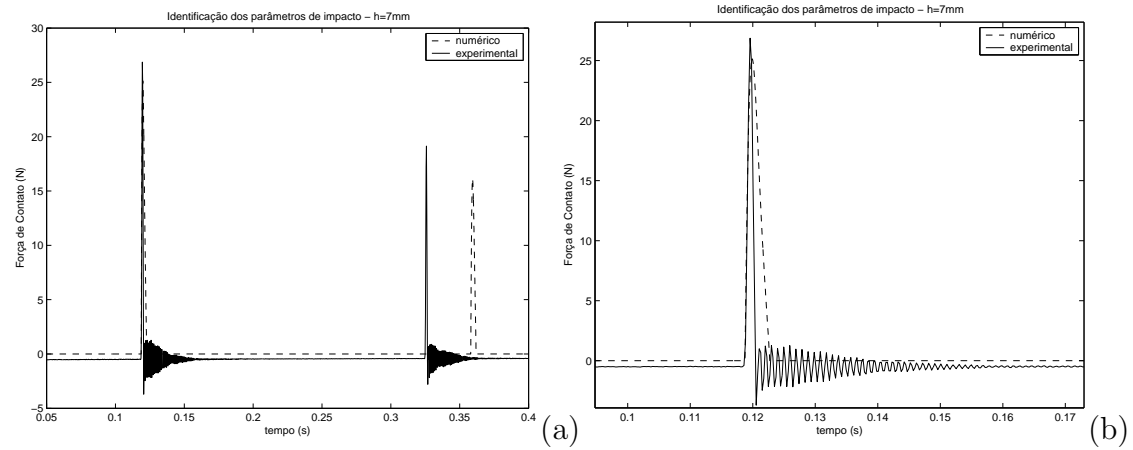 Identificação dos parâmetros de impacto − h=7mm
numérico
experimental
Força de Contato (N)
30
25
20
15
10
5
0
−5
0.05
0.1
0.15
0.2
0.25
0.3
0.35
0.4
tempo (s)
(a)
Identificação dos parâmetros de impacto − h=7mm
numérico
experimental
Força de Contato (N)
25
20
15
10
5
0
0.1
0.11
0.12
0.13
0.14
0.15
0.16
0.17
tempo (s)
(b)